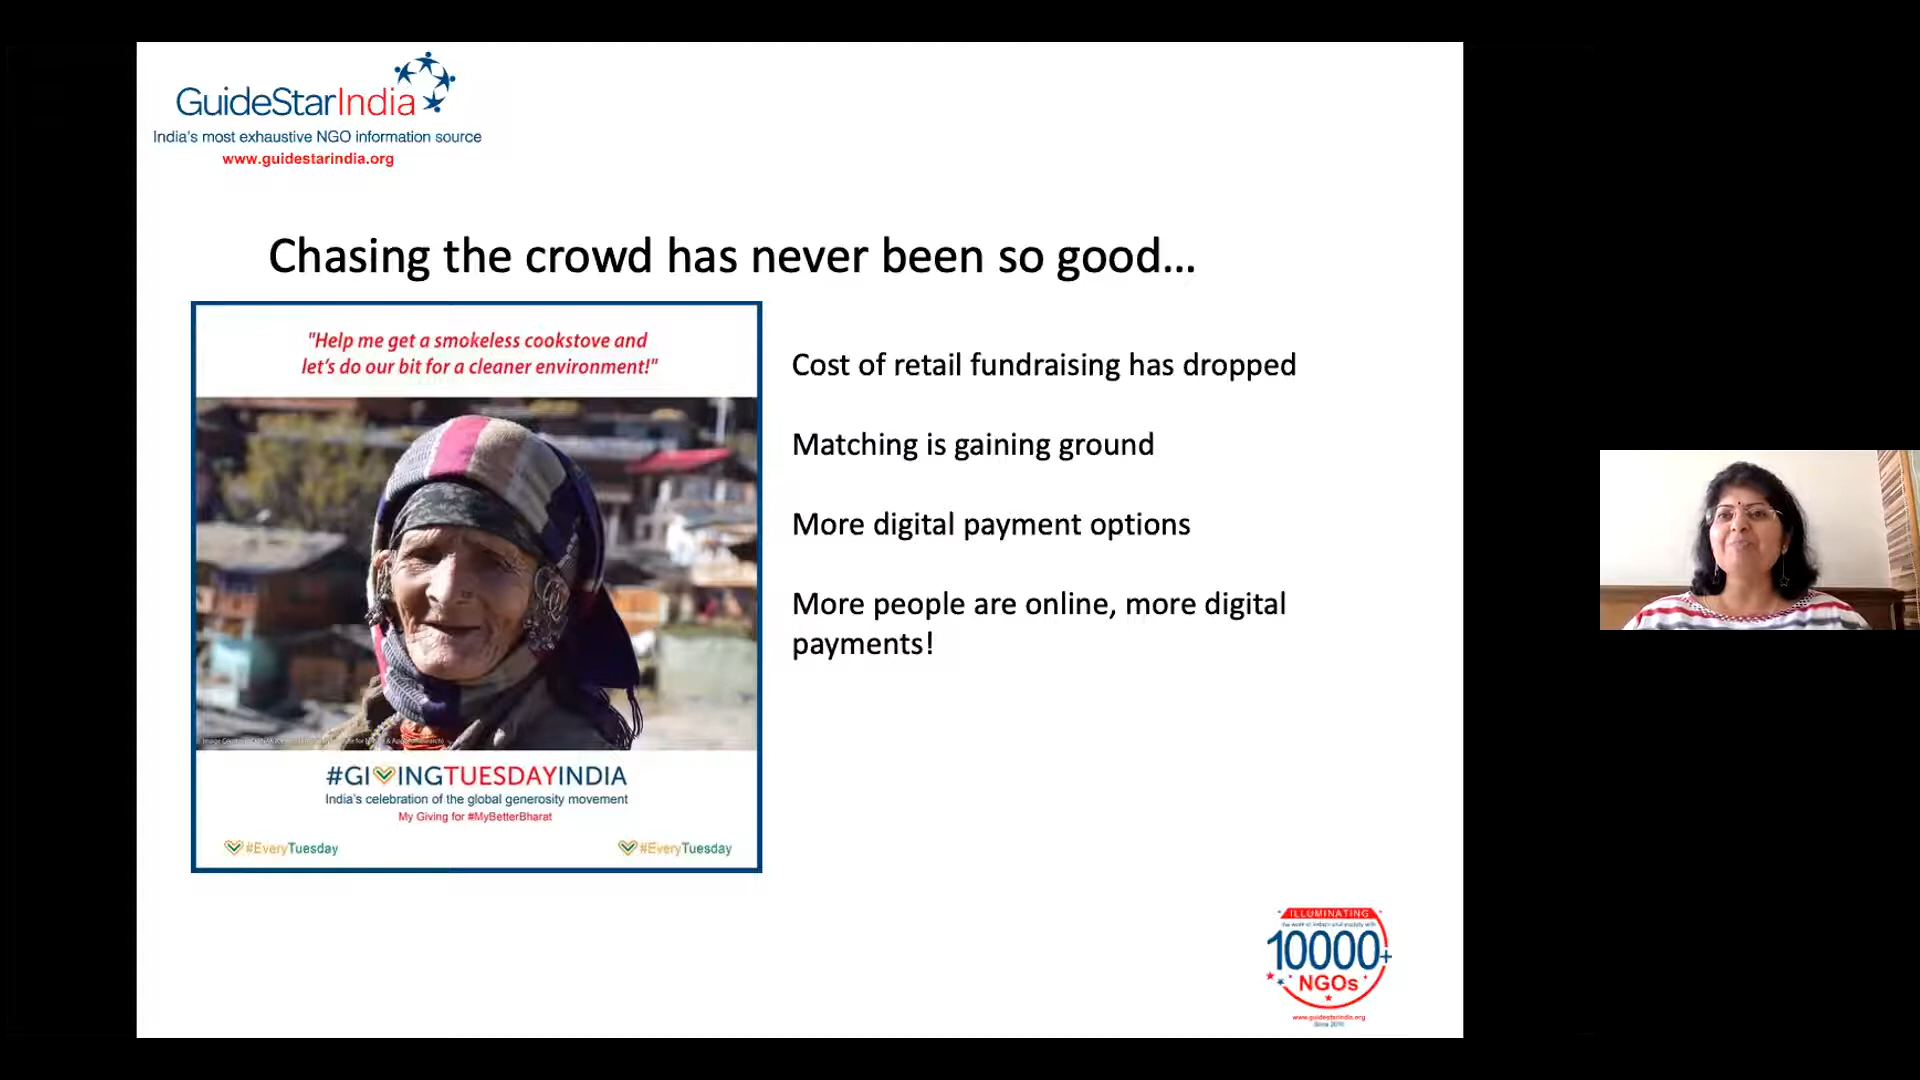 GuideStarIndia
India's most exhaustive NGO information source
www.guidestarindia.org
Chasing the crowd has never been so good...
"Help me get a smokeless cookstove and
let's do our bit for a cleaner environment!"
#GIVINGTUESDAYINDIA
India's celebration of the global generosity movement
My Giving for #MyBetterBharat
#EveryTuesday
#EveryTuesday
Cost of retail fundraising has dropped
Matching is gaining ground
More digital payment options
More people are online, more digital
payments!
ILLUMINATING
10000+
NGOs
www.guidestarindia.org